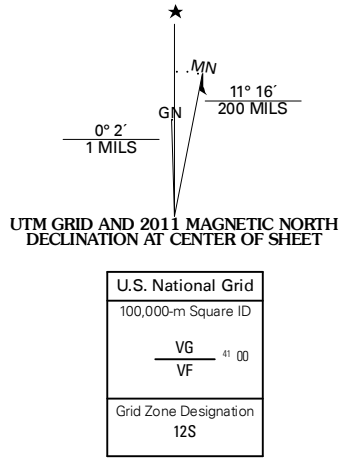 MN
11° 16´
200 MILS
GN
0° 2´
1 MILS
UTM GRID AND 2011 MAGNETIC NORTH
DECLINATION AT CENTER OF SHEET
U.S. National Grid
100,000-m Square ID
VG
41 00
VF
Grid Zone Designation
12S